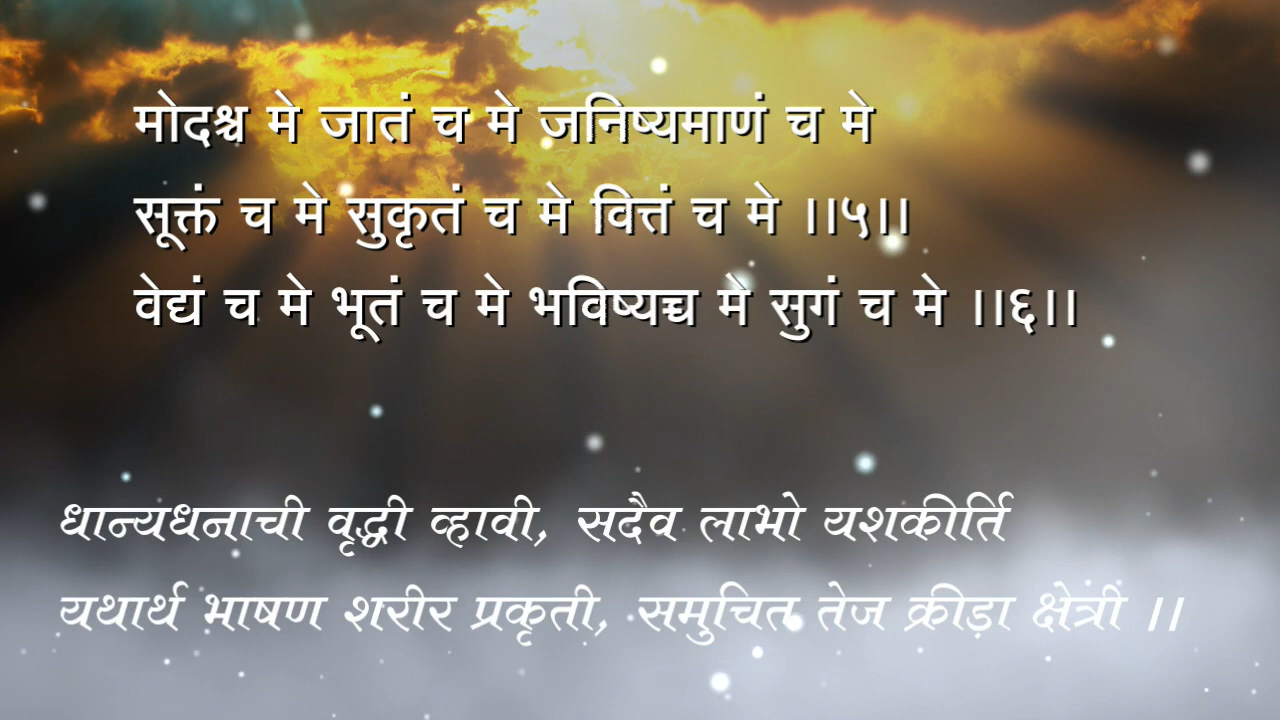 मोदश्च मे जातं च मे जनिष्यमाणं च मे
सूक्तं च मे सुकृतं च मे वित्तं च मे ।।५।।
वेद्यं च मे भूतं च मे भविष्यच्च मे सुगं च मे ।।६।।
धान्यधनाची वृद्धी व्हावी, सदैव लाभो यशकीर्ति
यथार्थ भाषण शरीर प्रकृती, समुचित तेज क्रीड़ा क्षेत्रीं ।।